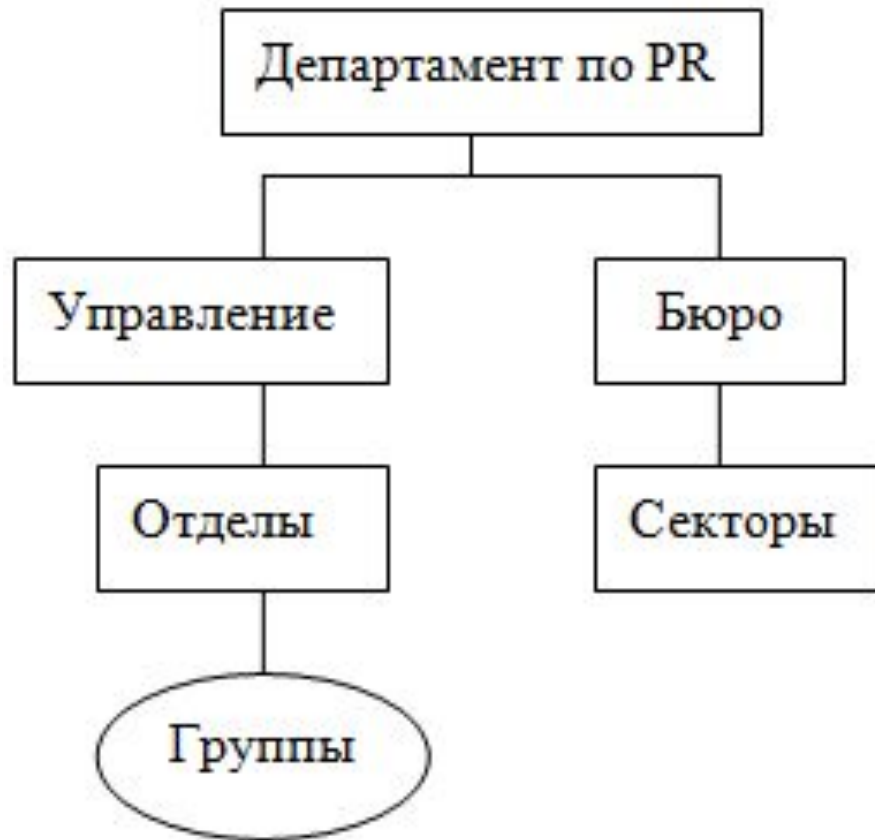 Департамент по PR
Управление
Бюро
Отделы
Секторы
Группы